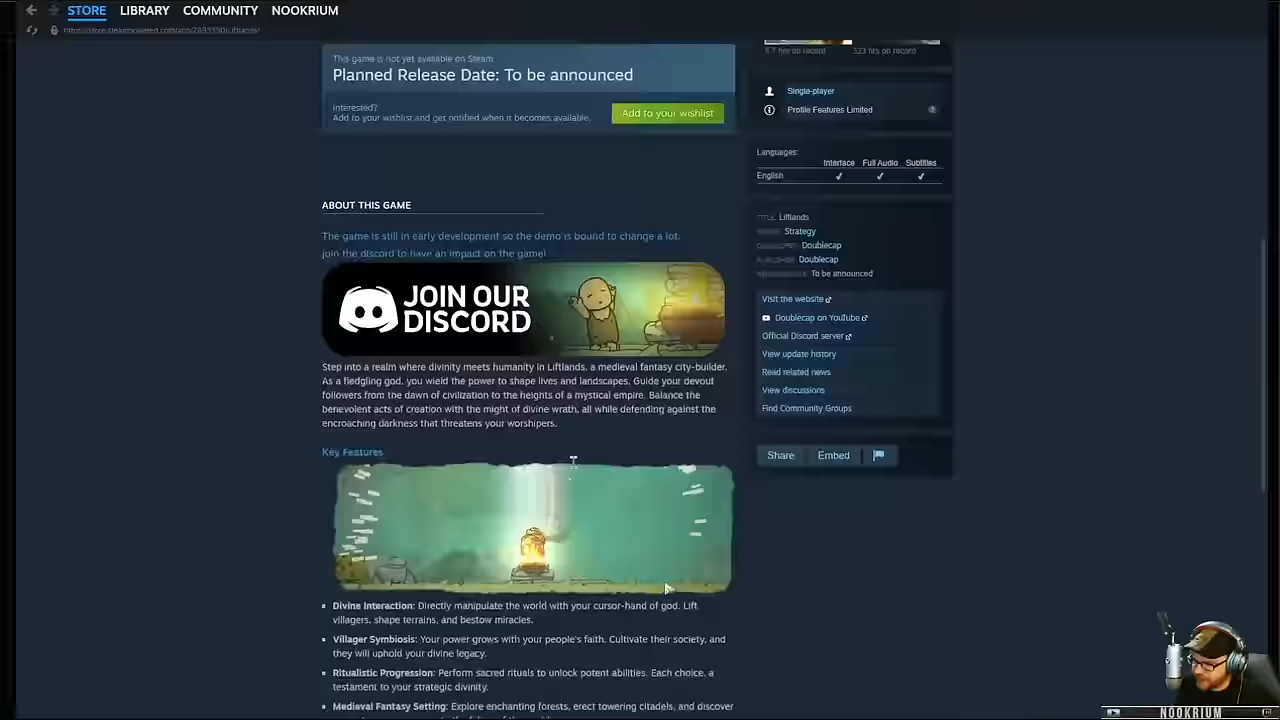 STORE LIBRARY COMMUNITY NOOKRIUM
This game is not yet available on Steam
Planned Release Date: To be announced
Interested?
Add to your wishlist and get notified when it becomes available.
Add to your wishlist
ABOUT THIS GAME
The game is still in early development so the demo is bound to change a lot.
join the discord to have an impact on the game!
JOIN OUR
DISCORD
Step into a realm where divinity meets humanity in Liftlands, a medieval fantasy city-builder.
As a fledgling god, you wield the power to shape lives and landscapes. Guide your devout
followers from the dawn of civilization to the heights of a mystical empire. Balance the
benevolent acts of creation with the might of divine wrath, all while defending against the
encroaching darkness that threatens your worshipers.
Key Features
Divine Interaction: Directly manipulate the world with your cursor-hand of god. Lift
villagers, shape terrains, and bestow miracles.
Villager Symbiosis: Your power grows with your people's faith. Cultivate their society, and
they will uphold your divine legacy.
Ritualistic Progression: Perform sacred rituals to unlock potent abilities. Each choice, a
testament to your strategic divinity.
Medieval Fantasy Setting: Explore enchanting forests, erect towering citadels, and discover
hrs on record 323 hrs on record
Single-player
Profile Features Limited ?
Languages:
Interface Full Audio Subtitles
English ✓ ✓ ✓
TITLE: Liftlands
Strategy
Doublecap
Doublecap
To be announced
Visit the website
Doublecap on YouTube
Official Discord server
View update history
Read related news
View discussions
Find Community Groups
Share Embed
NOOKRIUM